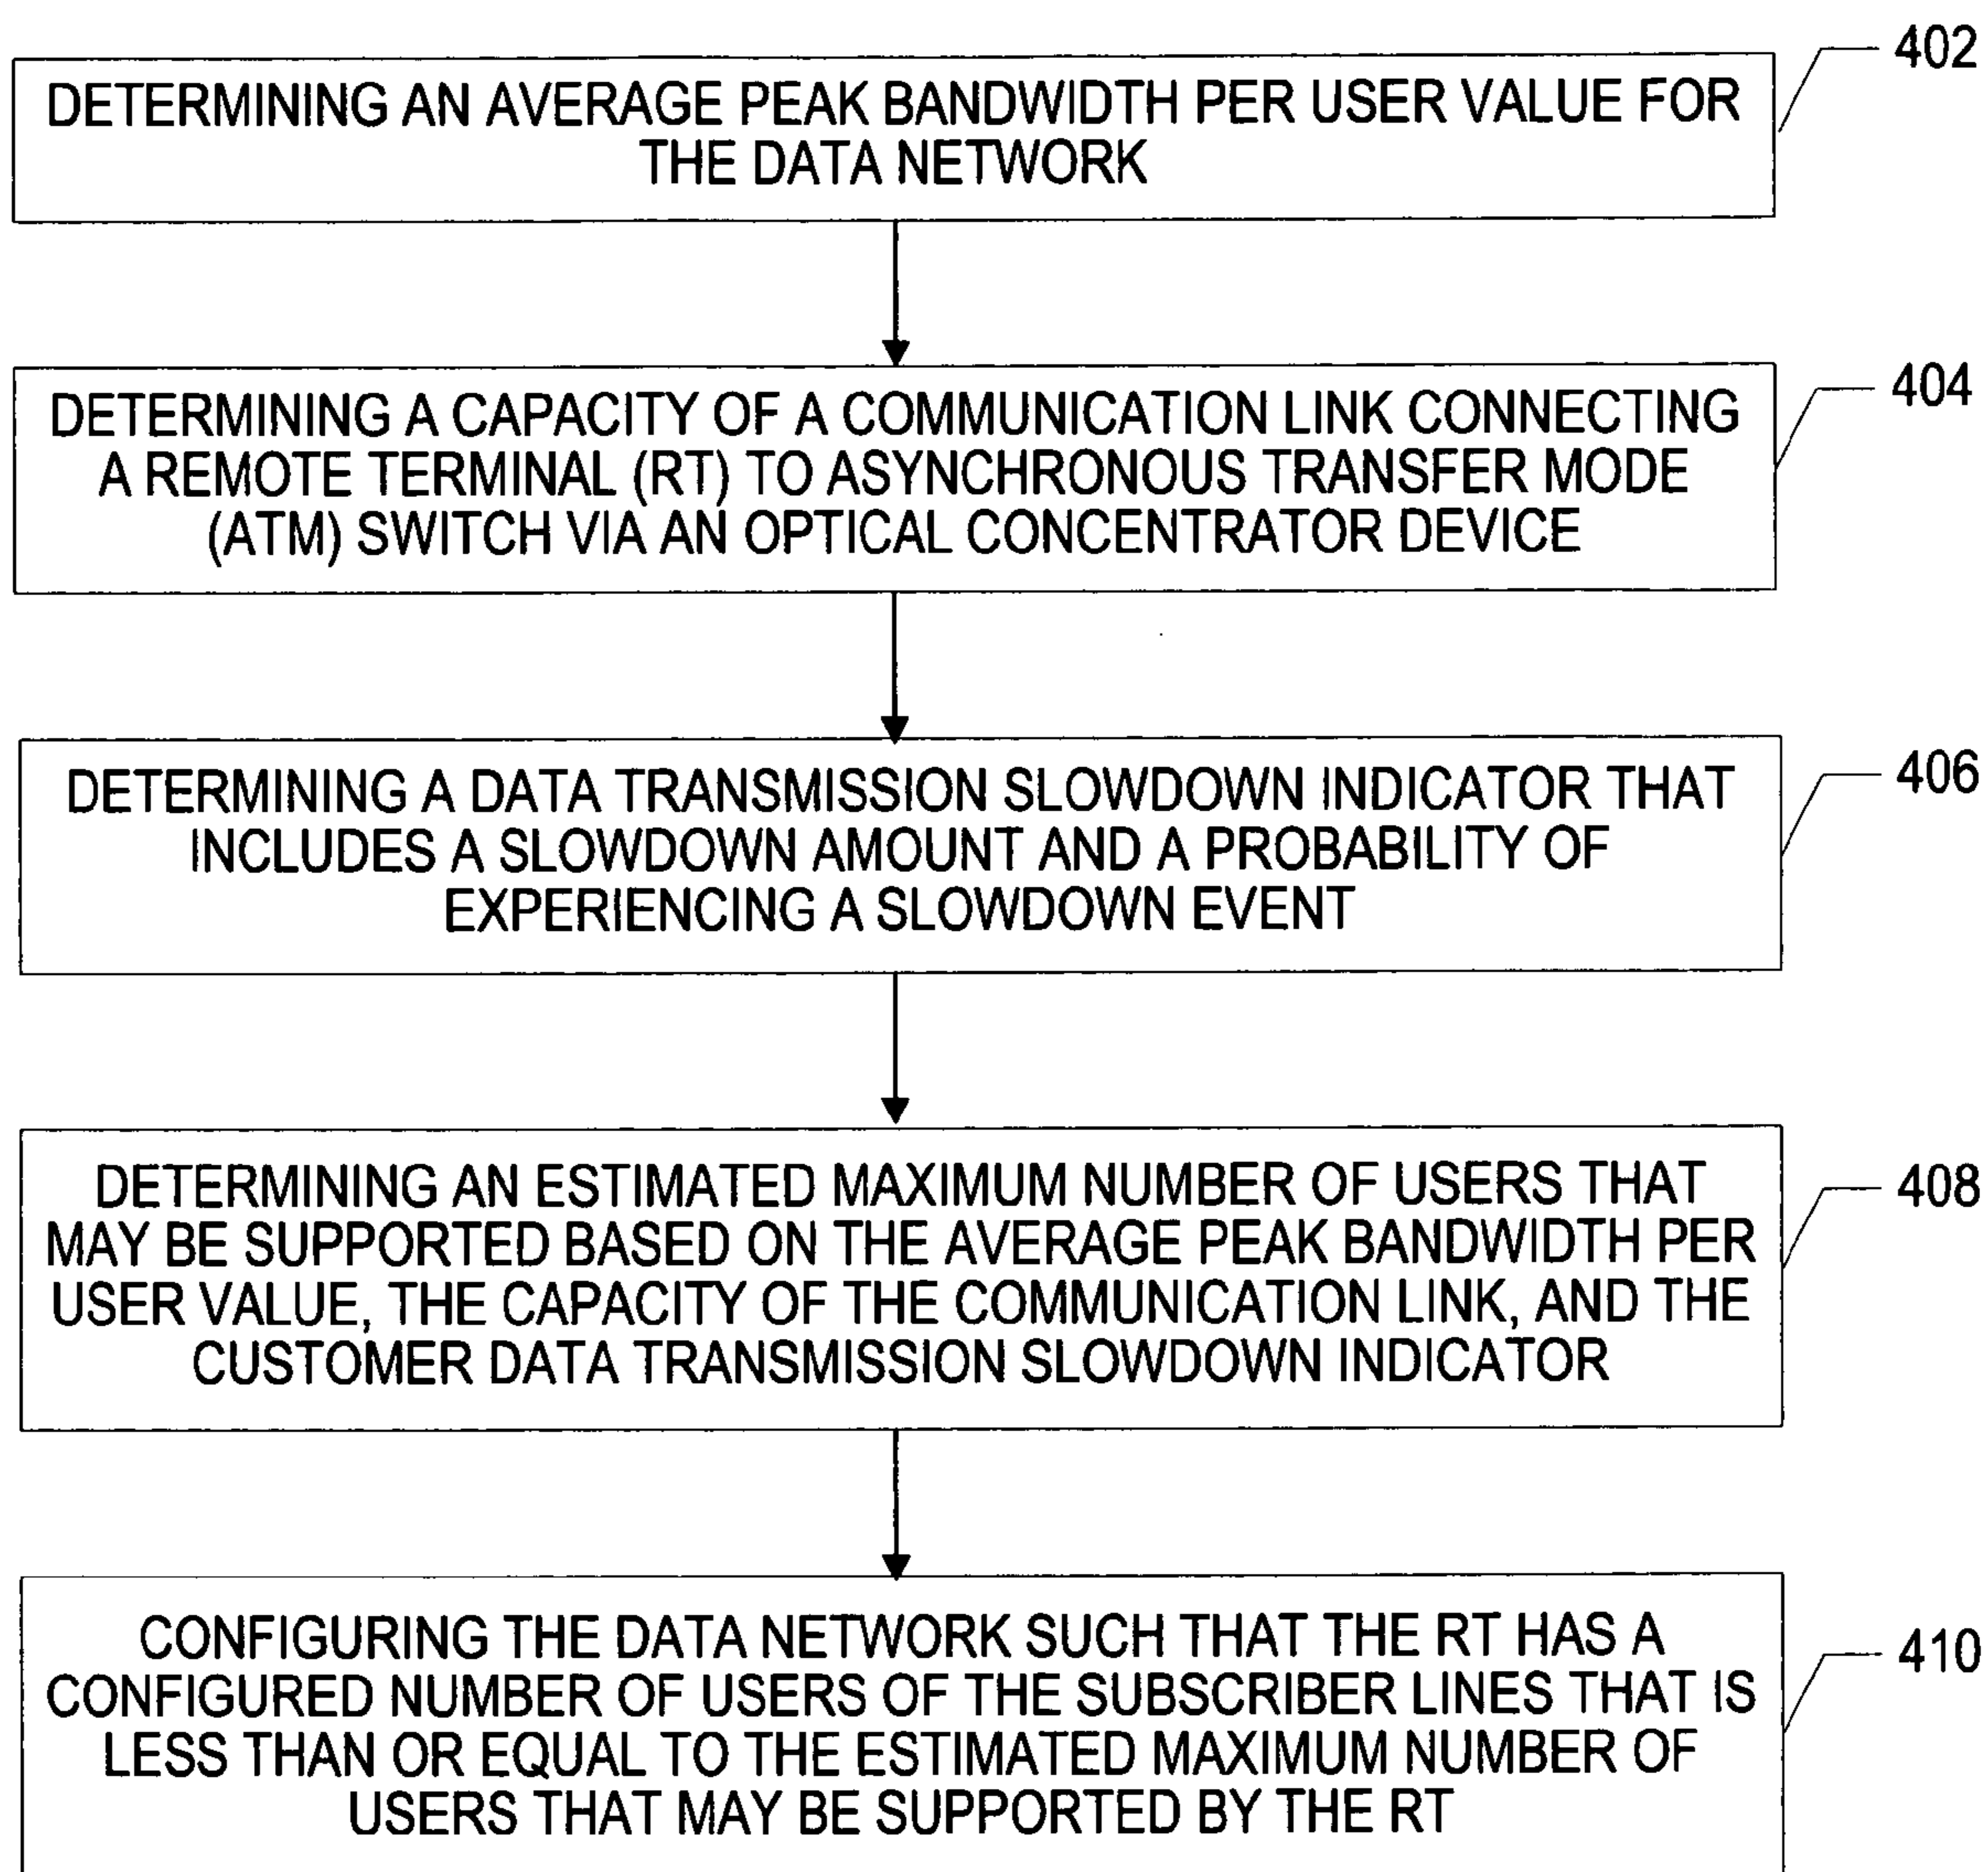 402
DETERMINING AN AVERAGE PEAK BANDWIDTH PER USER VALUE FOR
THE DATA NETWORK
404
DETERMINING A CAPACITY OF A COMMUNICATION LINK CONNECTING
A REMOTE TERMINAL (RT) TO ASYNCHRONOUS TRANSFER MODE
(ATM) SWITCH VIA AN OPTICAL CONCENTRATOR DEVICE
406
DETERMINING A DATA TRANSMISSION SLOWDOWN INDICATOR THAT
INCLUDES A SLOWDOWN AMOUNT AND A PROBABILITY OF
EXPERIENCING A SLOWDOWN EVENT
408
DETERMINING AN ESTIMATED MAXIMUM NUMBER OF USERS THAT
MAY BE SUPPORTED BASED ON THE AVERAGE PEAK BANDWIDTH PER
USER VALUE, THE CAPACITY OF THE COMMUNICATION LINK, AND THE
CUSTOMER DATA TRANSMISSION SLOWDOWN INDICATOR
410
CONFIGURING THE DATA NETWORK SUCH THAT THE RT HAS A
CONFIGURED NUMBER OF USERS OF THE SUBSCRIBER LINES THAT IS
LESS THAN OR EQUAL TO THE ESTIMATED MAXIMUM NUMBER OF
USERS THAT MAY BE SUPPORTED BY THE RT